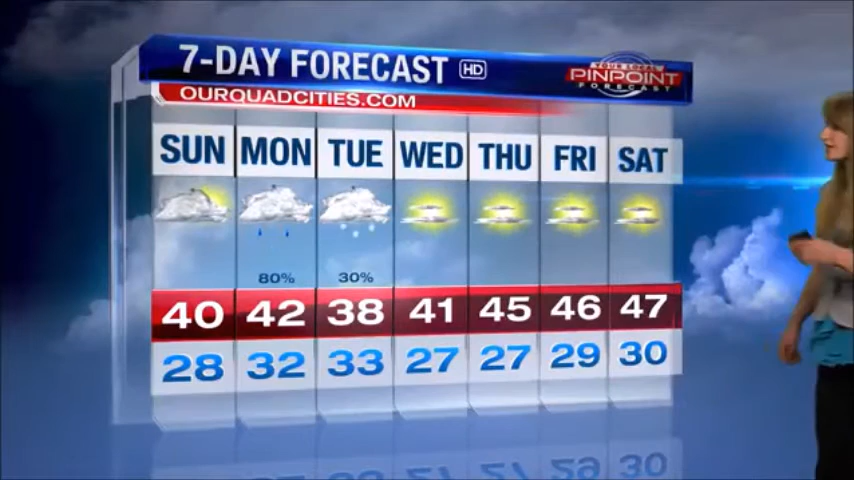 7-DAY FORECAST HD
YOUR LOCAL
PINPOINT
FORECAST
OURQUADCITIES.COM
SUN MON TUE WED THU FRI SAT
80% 30%
40 42 38 41 45 46 47
28 32 33 27 27 29 30